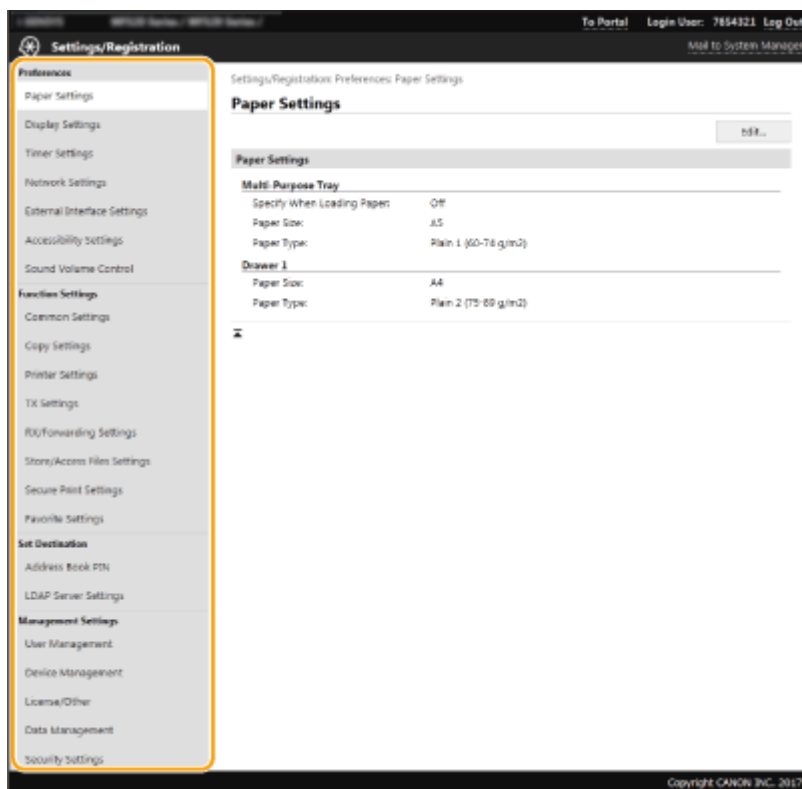 To Portal Login User: 7654321 Log Out
Settings/Registration
Mail to System Manager
Preferences
Paper Settings
Display Settings
Timer Settings
Network Settings
External Interface Settings
Accessibility Settings
Sound Volume Control
Function Settings
Common Settings
Copy Settings
Printer Settings
TX Settings
RX/Forwarding Settings
Store/Access Files Settings
Secure Print Settings
Favorite Settings
Set Destination
Address Book PIN
LDAP Server Settings
Management Settings
User Management
Device Management
License/Other
Data Management
Security Settings
Settings/Registration: Preferences: Paper Settings
Paper Settings
Edit...
Paper Settings
Multi-Purpose Tray
Specify When Loading Paper: Off
Paper Size: A5
Paper Type: Plain 1 (60-74 g/m2)
Drawer 1
Paper Size: A4
Paper Type: Plain 2 (75-89 g/m2)
Copyright CANON INC. 2017